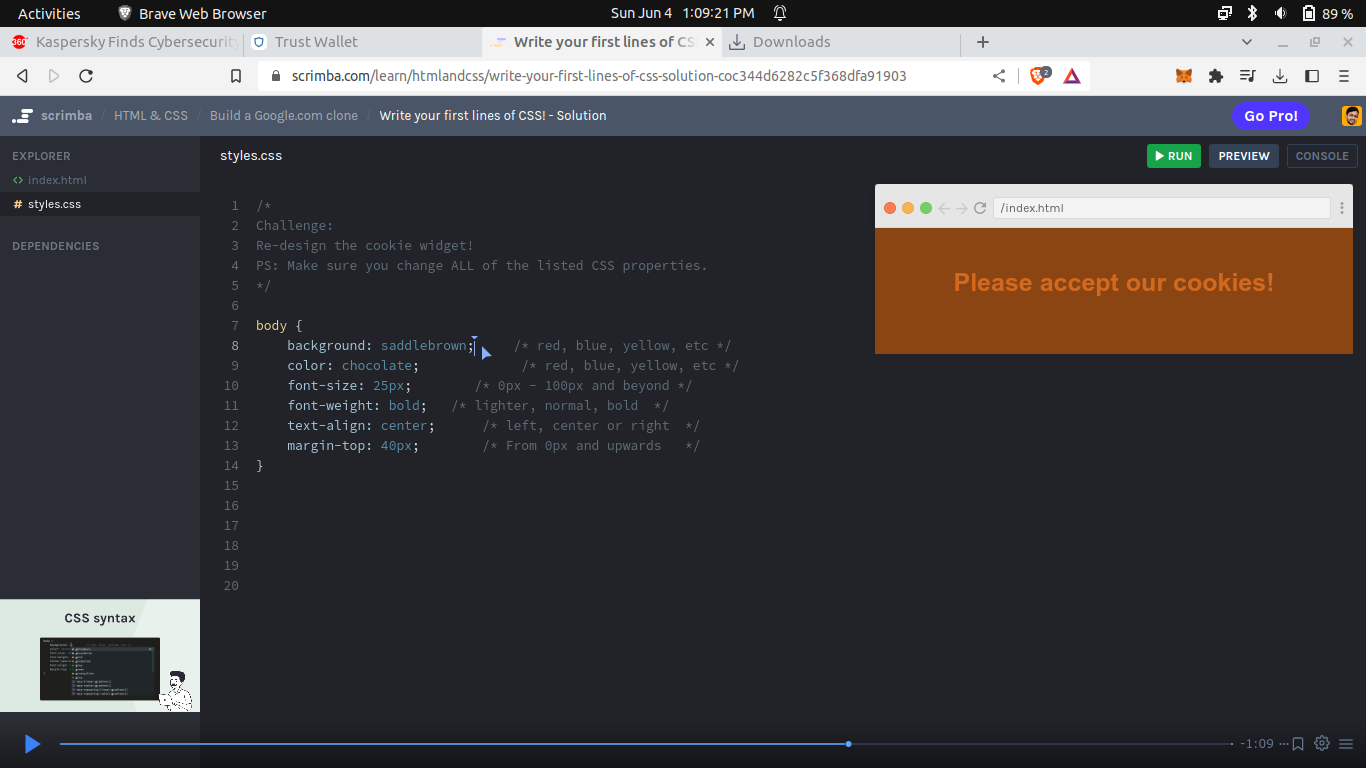 Activities
Brave Web Browser
Sun Jun 4 1:09:21 PM
89 %
360
Kaspersky Finds Cybersecurity
Trust Wallet
Write your first lines of CS
Downloads
scrimba.com/learn/htmlandcss/write-your-first-lines-of-css-solution-coc344d6282c5f368dfa91903
2
scrimba / HTML & CSS / Build a Google.com clone / Write your first lines of CSS! - Solution
Go Pro!
EXPLORER
index.html
# styles.css
DEPENDENCIES
styles.css
RUN
PREVIEW
CONSOLE
1 /*
2 Challenge:
3 Re-design the cookie widget!
4 PS: Make sure you change ALL of the listed CSS properties.
5 */
6
7 body {
8 background: saddlebrown; /* red, blue, yellow, etc */
9 color: chocolate; /* red, blue, yellow, etc */
10 font-size: 25px; /* 0px - 100px and beyond */
11 font-weight: bold; /* lighter, normal, bold */
12 text-align: center; /* left, center or right */
13 margin-top: 40px; /* From 0px and upwards */
14 }
15
16
17
18
19
20
/index.html
Please accept our cookies!
CSS syntax
-1:09